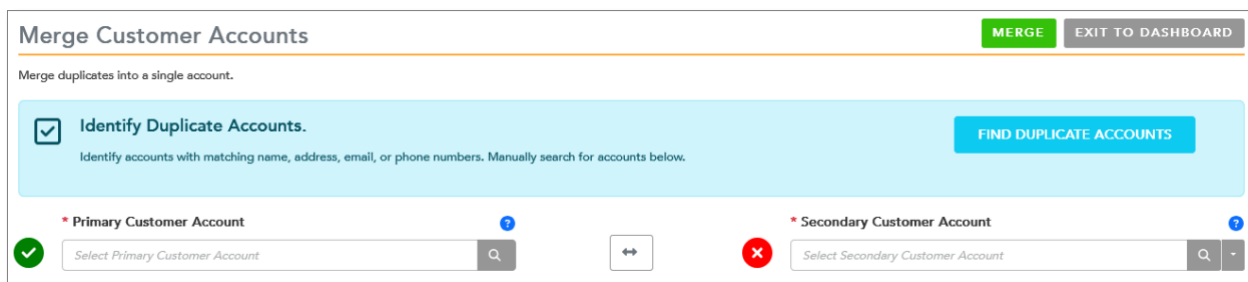 Merge Customer Accounts
MERGE
EXIT TO DASHBOARD
Merge duplicates into a single account.
Identify Duplicate Accounts.
Identify accounts with matching name, address, email, or phone numbers. Manually search for accounts below.
FIND DUPLICATE ACCOUNTS
* Primary Customer Account
?
Select Primary Customer Account
* Secondary Customer Account
?
Select Secondary Customer Account